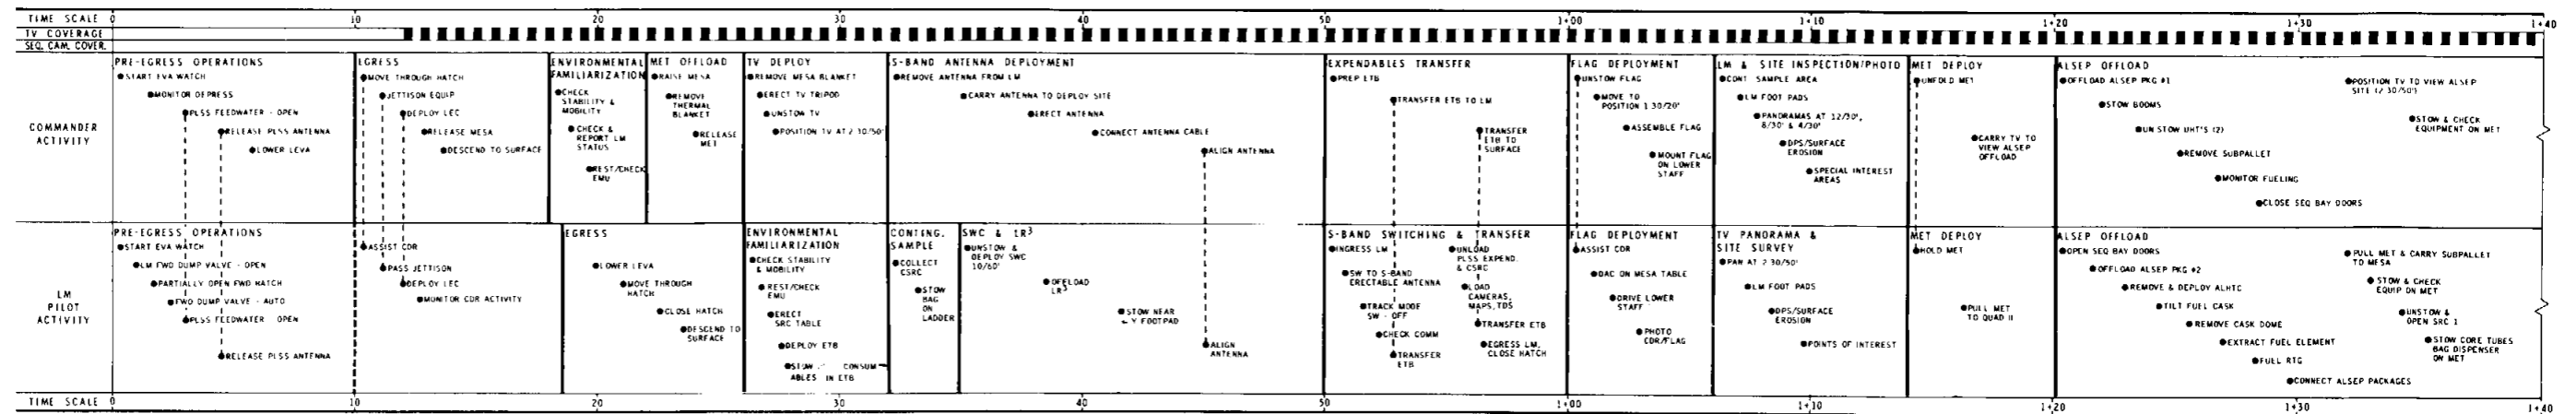 TIME SCALE 0 10 20 30 40 50 1+00 1+10 1+20 1+30 1+40
TV COVERAGE
SEQ. CAM. COVER.
COMMANDER
ACTIVITY
PRE-EGRESS OPERATIONS
START EVA WATCH
MONITOR DEPRESS
PLSS FEEDWATER - OPEN
RELEASE PLSS ANTENNA
LOWER LEVA
EGRESS
MOVE THROUGH HATCH
JETTISON EQUIP
DEPLOY LEC
RELEASE MESA
DESCEND TO SURFACE
ENVIRONMENTAL
FAMILIARIZATION
CHECK
STABILITY &
MOBILITY
CHECK &
REPORT LM
STATUS
REST/CHECK
EMU
MET OFFLOAD
RAISE MESA
REMOVE
THERMAL
BLANKET
RELEASE
MET
TV DEPLOY
REMOVE MESA BLANKET
ERECT TV TRIPOD
UNSTOW TV
POSITION TV AT 2 30/50'
S-BAND ANTENNA DEPLOYMENT
REMOVE ANTENNA FROM LM
CARRY ANTENNA TO DEPLOY SITE
ERECT ANTENNA
CONNECT ANTENNA CABLE
ALIGN ANTENNA
EXPENDABLES TRANSFER
PREP ETB
TRANSFER ETB TO LM
TRANSFER
ETB TO
SURFACE
FLAG DEPLOYMENT
UNSTOW FLAG
MOVE TO
POSITION 1 30/20'
ASSEMBLE FLAG
MOUNT FLAG
ON LOWER
STAFF
LM & SITE INSPECTION/PHOTO
CONT. SAMPLE AREA
LM FOOT PADS
PANORAMAS AT 12/30',
8/30' & 4/30'
DPS/SURFACE
EROSION
SPECIAL INTEREST
AREAS
MET DEPLOY
UNFOLD MET
CARRY TV TO
VIEW ALSEP
OFFLOAD
ALSEP OFFLOAD
OFFLOAD ALSEP PKG #1
STOW BOOMS
UN STOW UHT'S (2)
REMOVE SUBPALLET
MONITOR FUELING
CLOSE SEQ BAY DOORS
POSITION TV TO VIEW ALSEP
SITE (2 30/50')
STOW & CHECK
EQUIPMENT ON MET
LM
PILOT
ACTIVITY
PRE-EGRESS OPERATIONS
START EVA WATCH
LM FWD DUMP VALVE - OPEN
PARTIALLY OPEN FWD HATCH
FWD DUMP VALVE - AUTO
PLSS FEEDWATER OPEN
RELEASE PLSS ANTENNA
ASSIST CDR
PASS JETTISON
DEPLOY LEC
MONITOR CDR ACTIVITY
EGRESS
LOWER LEVA
MOVE THROUGH
HATCH
CLOSE HATCH
DESCEND TO
SURFACE
ENVIRONMENTAL
FAMILIARIZATION
CHECK STABILITY
& MOBILITY
REST/CHECK
EMU
ERECT
SRC TABLE
DEPLOY ETB
STOW CONSUM
ABLES IN ETB
CONTING.
SAMPLE
COLLECT
CSRC
STOW
BAG
ON
LADDER
SWC & LR3
UNSTOW &
DEPLOY SWC
10/60'
OFFLOAD
LR3
STOW NEAR
Y FOOTPAD
ALIGN
ANTENNA
S-BAND SWITCHING & TRANSFER
INGRESS LM
SW TO S-BAND
ERECTABLE ANTENNA
TRACK MODE
SW - OFF
CHECK COMM
TRANSFER
ETB
UNLOAD
PLSS EXPEND.
& CSRC
LOAD
CAMERAS,
MAPS, TDS
TRANSFER ETB
EGRESS LM,
CLOSE HATCH
FLAG DEPLOYMENT
ASSIST CDR
DAC ON MESA TABLE
DRIVE LOWER
STAFF
PHOTO
CDR/FLAG
TV PANORAMA &
SITE SURVEY
PAN AT 2 30/50'
LM FOOT PADS
DPS/SURFACE
EROSION
POINTS OF INTEREST
MET DEPLOY
HOLD MET
PULL MET
TO QUAD II
ALSEP OFFLOAD
OPEN SEQ BAY DOORS
OFFLOAD ALSEP PKG #2
REMOVE & DEPLOY ALHTC
TILT FUEL CASK
REMOVE CASK DOME
EXTRACT FUEL ELEMENT
FUEL RTG
CONNECT ALSEP PACKAGES
PULL MET & CARRY SUBPALLET
TO MESA
STOW & CHECK
EQUIP ON MET
UNSTOW &
OPEN SRC 1
STOW CORE TUBES
BAG DISPENSER
ON MET
TIME SCALE 0 10 20 30 40 50 1+00 1+10 1+20 1+30 1+40